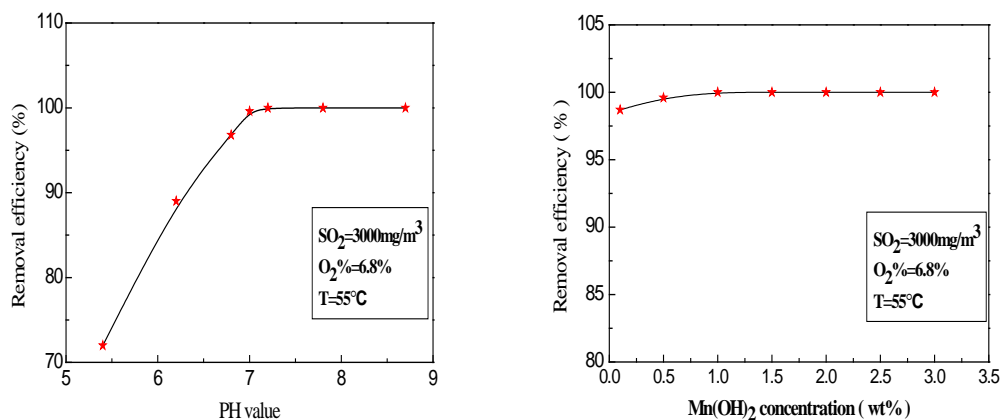 110
100
90
80
70
Removal efficiency (%)
5 6 7 8 9
PH value
SO2=3000mg/m3
O2%=6.8%
T=55°C
105
100
95
90
85
80
Removal efficiency ( % )
0.0 0.5 1.0 1.5 2.0 2.5 3.0 3.5
Mn(OH)2 concentration ( wt%)
SO2=3000mg/m3
O2%=6.8%
T=55°C